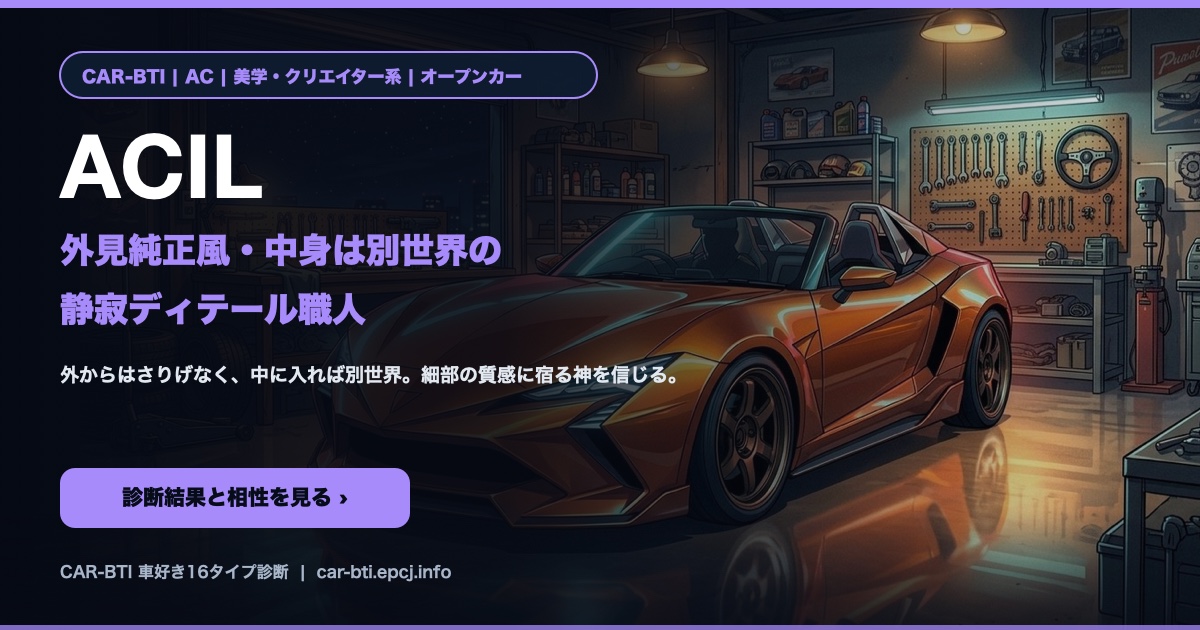 CAR-BTI | AC | 美学・クリエイター系 | オープンカー
ACIL
外見純正風・中身は別世界の
静寂ディテール職人
外からはさりげなく、中に入れば別世界。細部の質感に宿る神を信じる。
診断結果と相性を見る ›
CAR-BTI 車好き16タイプ診断 | car-bti.epcj.info